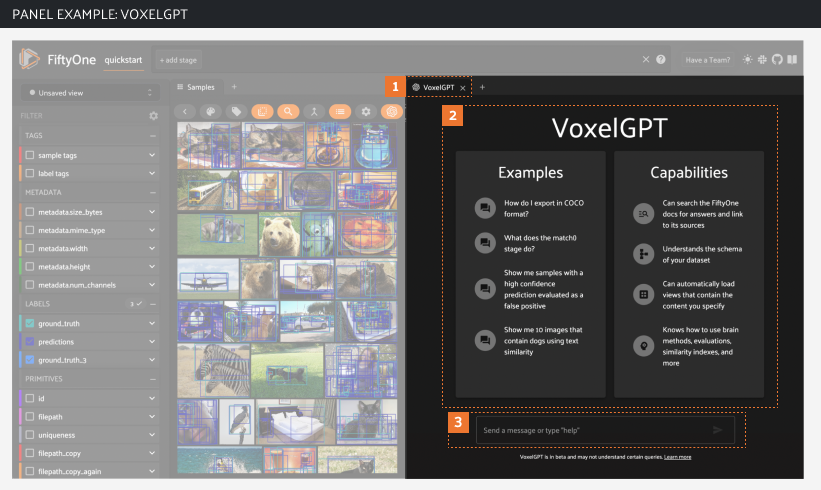 PANEL EXAMPLE: VOXELGPT
FiftyOne
quickstart
+ add stage
Have a Team?
Unsaved view
FILTER
TAGS
sample tags
label tags
METADATA
metadata.size_bytes
metadata.mime_type
metadata.width
metadata.height
metadata.num_channels
LABELS
3
ground_truth
predictions
ground_truth_3
PRIMITIVES
id
filepath
uniqueness
filepath_copy
filepath_copy_again
Samples
+
1
VoxelGPT
+
2
VoxelGPT
Examples
How do I export in COCO
format?
What does the match()
stage do?
Show me samples with a
high confidence
prediction evaluated as a
false positive
Show me 10 images that
contain dogs using text
similarity
Capabilities
Can search the FiftyOne
docs for answers and link
to its sources
Understands the schema
of your dataset
Can automatically load
views that contain the
content you specify
Knows how to use brain
methods, evaluations,
similarity indexes, and
more
3
Send a message or type "help"
VoxelGPT is in beta and may not understand certain queries. Learn more